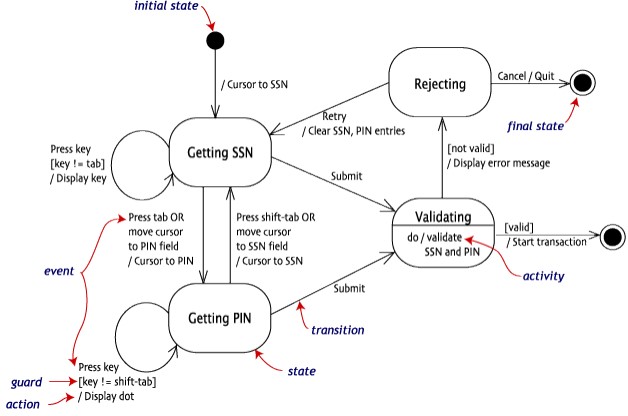 initial state
/ Cursor to SSN
Rejecting
Cancel / Quit
final state
Retry
/ Clear SSN, PIN entries
Press key
[key != tab]
/ Display key
Getting SSN
[not valid]
/ Display error message
Submit
Press tab OR
move cursor
to PIN field
/ Cursor to PIN
Press shift-tab OR
move cursor
to SSN field
/ Cursor to SSN
Validating
do / validate
SSN and PIN
[valid]
/ Start transaction
event
activity
Getting PIN
Submit
transition
state
Press key
guard
[key != shift-tab]
action
/ Display dot